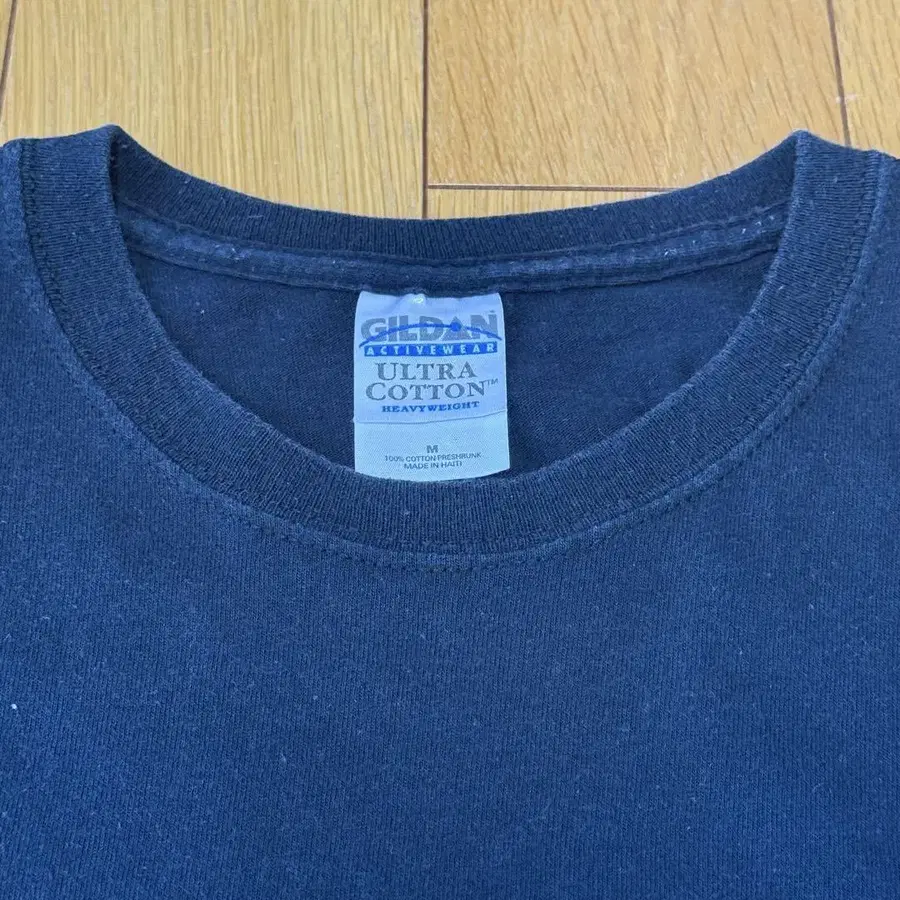 GILDAN
ACTIVEWEAR
ULTRA
COTTON™
HEAVYWEIGHT
M
100% COTTON PRESHRUNK
MADE IN HAITI